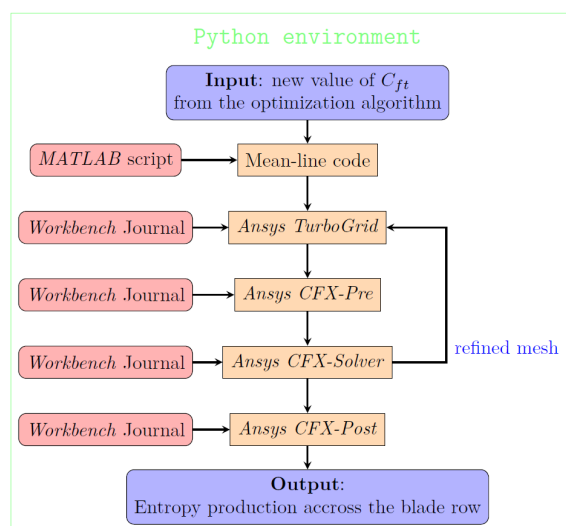 Python environment
Input: new value of C_{ft}
from the optimization algorithm
MATLAB script
Mean-line code
Workbench Journal
Ansys TurboGrid
Workbench Journal
Ansys CFX-Pre
refined mesh
Workbench Journal
Ansys CFX-Solver
Workbench Journal
Ansys CFX-Post
Output:
Entropy production accross the blade row